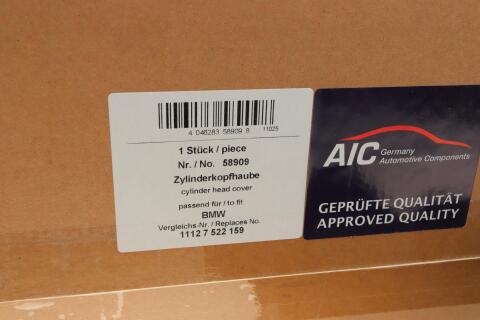 4 046283 58909 8 11025
1 Stück / piece
Nr. / No. 58909
Zylinderkopfhaube
cylinder head cover
passend für / to fit
BMW
Vergleichs-Nr. / Replaces No.
1112 7 522 159
AIC Germany
Automotive Components
GEPRÜFTE QUALITÄT
APPROVED QUALITY